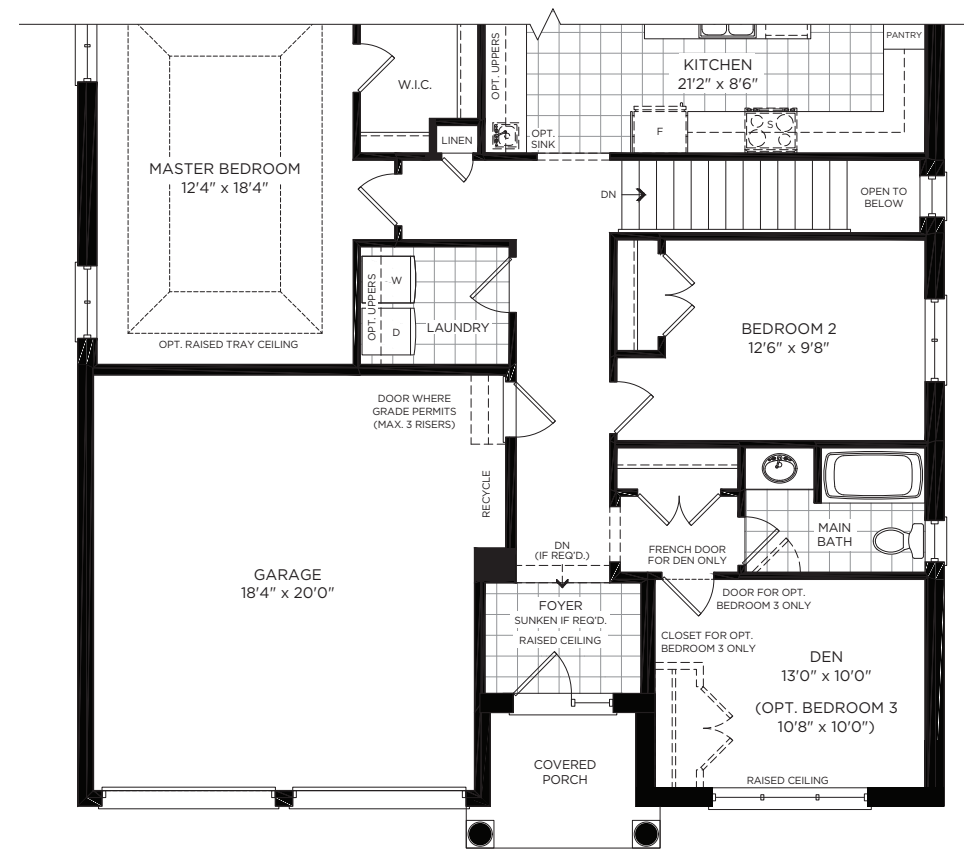 PANTRY
OPT. UPPERS
KITCHEN
21'2" x 8'6"
W.I.C.
LINEN
OPT.
SINK
F
S
MASTER BEDROOM
12'4" x 18'4"
DN
OPEN TO
BELOW
OPT. UPPERS
W
D
LAUNDRY
OPT. RAISED TRAY CEILING
BEDROOM 2
12'6" x 9'8"
DOOR WHERE
GRADE PERMITS
(MAX. 3 RISERS)
RECYCLE
MAIN
BATH
DN
(IF REQ'D.)
FRENCH DOOR
FOR DEN ONLY
GARAGE
18'4" x 20'0"
FOYER
SUNKEN IF REQ'D.
RAISED CEILING
DOOR FOR OPT.
BEDROOM 3 ONLY
CLOSET FOR OPT.
BEDROOM 3 ONLY
DEN
13'0" x 10'0"
(OPT. BEDROOM 3
10'8" x 10'0")
COVERED
PORCH
RAISED CEILING